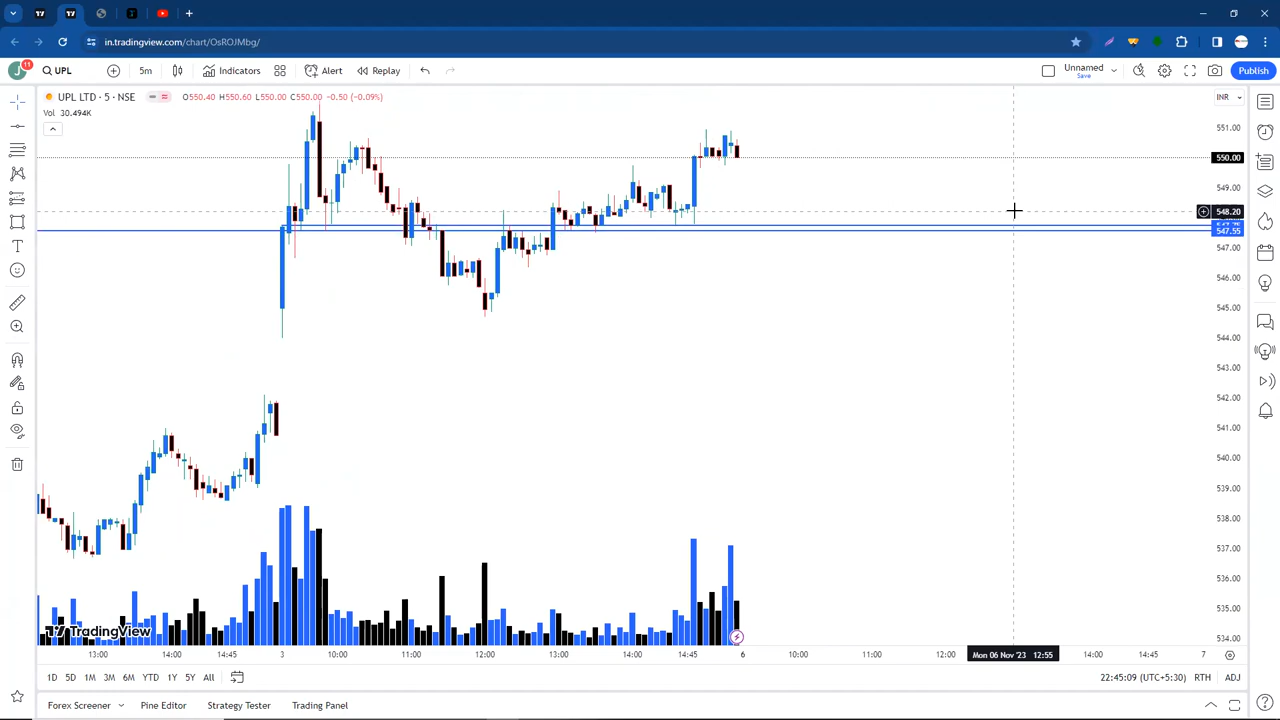 in.tradingview.com/chart/OsROJMbg/
J 11 UPL 5m Indicators Alert Replay Unnamed Save Publish
UPL LTD · 5 · NSE O550.40 H550.60 L550.00 C550.00 -0.50 (-0.09%) INR
Vol 30.494K
551.00
550.00
549.00
548.20
547.55
547.00
546.00
545.00
544.00
543.00
542.00
541.00
540.00
539.00
538.00
537.00
536.00
535.00
534.00
TradingView
13:00 14:00 14:45 3 10:00 11:00 12:00 13:00 14:00 14:45 6 10:00 11:00 12:00 Mon 06 Nov '23 12:55 14:00 14:45 7
1D 5D 1M 3M 6M YTD 1Y 5Y All 22:45:09 (UTC+5:30) RTH ADJ
Forex Screener Pine Editor Strategy Tester Trading Panel